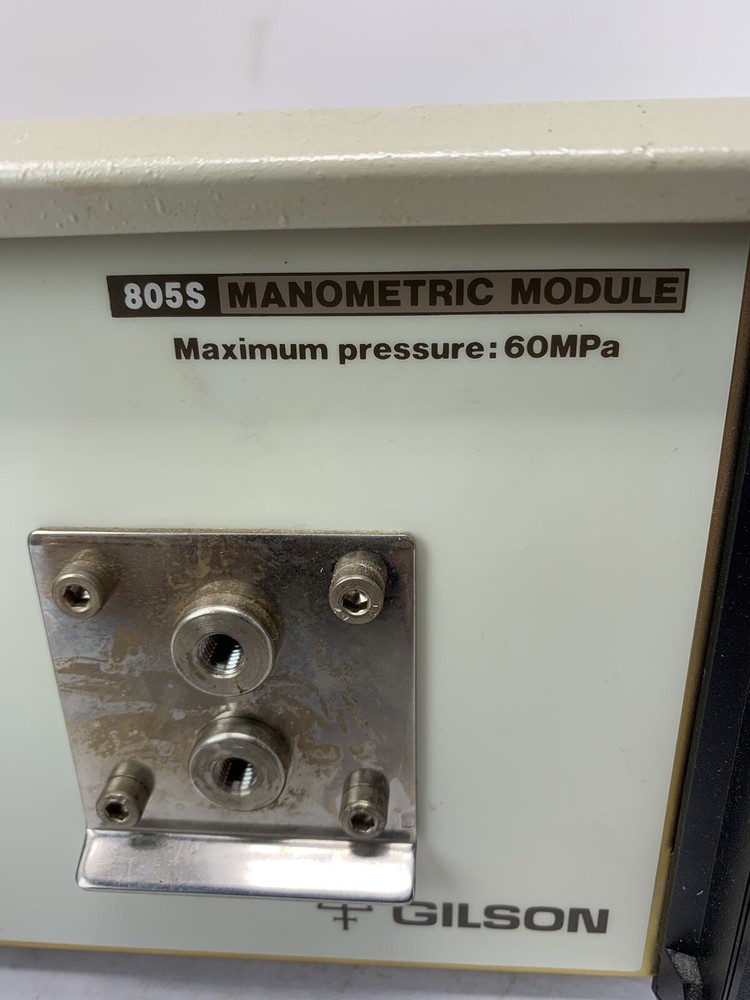 805S MANOMETRIC MODULE
Maximum pressure: 60MPa
GILSON